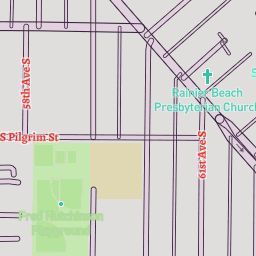 58th Ave S
Rainier Beach
Presbyterian Church
S Pilgrim St
61st Ave S
Fred Hutchinson
Playground